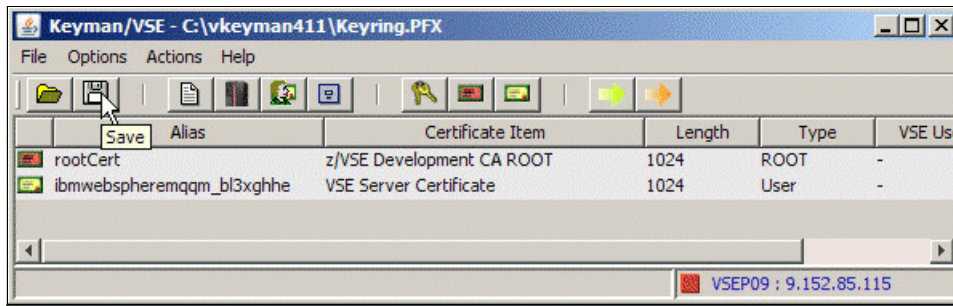 Keyman/VSE - C:\vkeyman411\Keyring.PFX
File Options Actions Help
Save
Alias Certificate Item Length Type VSE Us
rootCert z/VSE Development CA ROOT 1024 ROOT -
ibmwebspheremqqm_bl3xghhe VSE Server Certificate 1024 User -
VSEP09 : 9.152.85.115